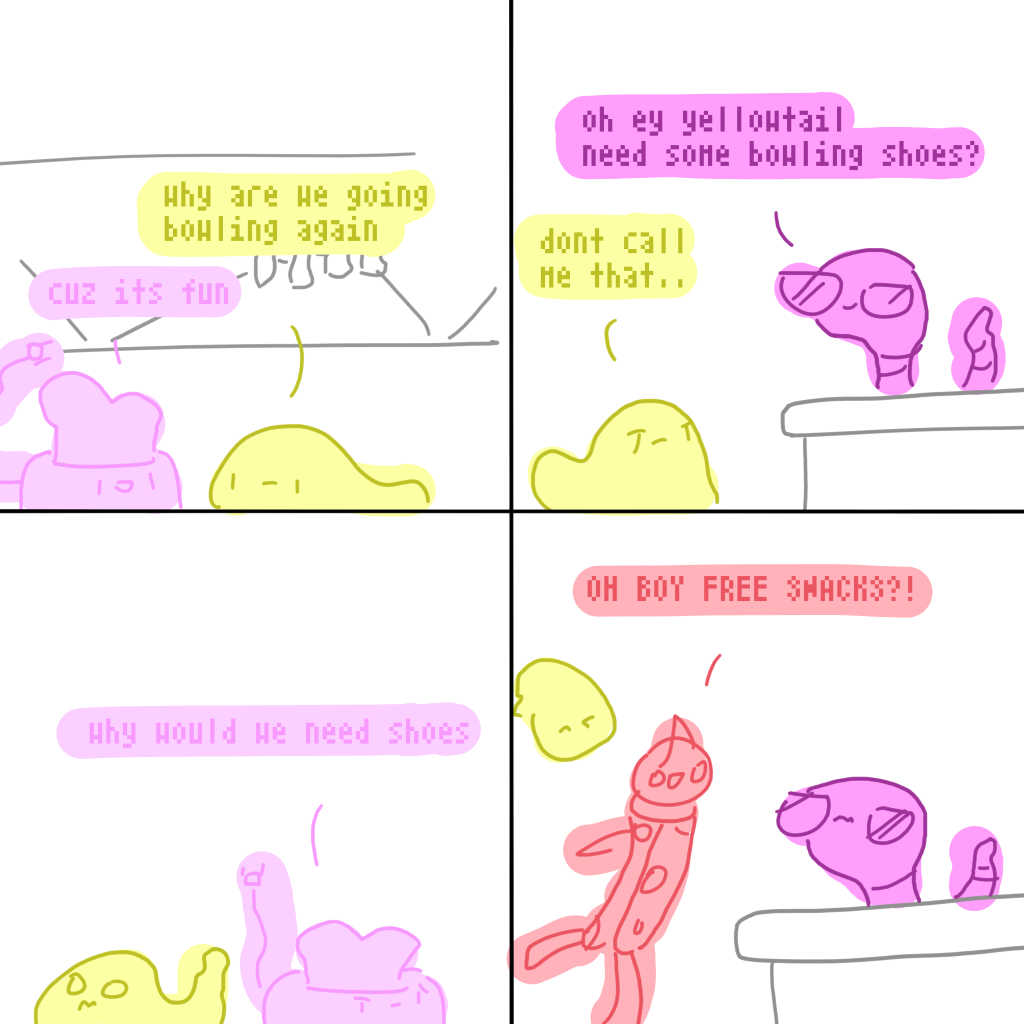 why are we going
bowling again
cuz its fun
oh ey yellowtail
need some bowling shoes?
dont call
me that..
why would we need shoes
OH BOY FREE SNACKS?!